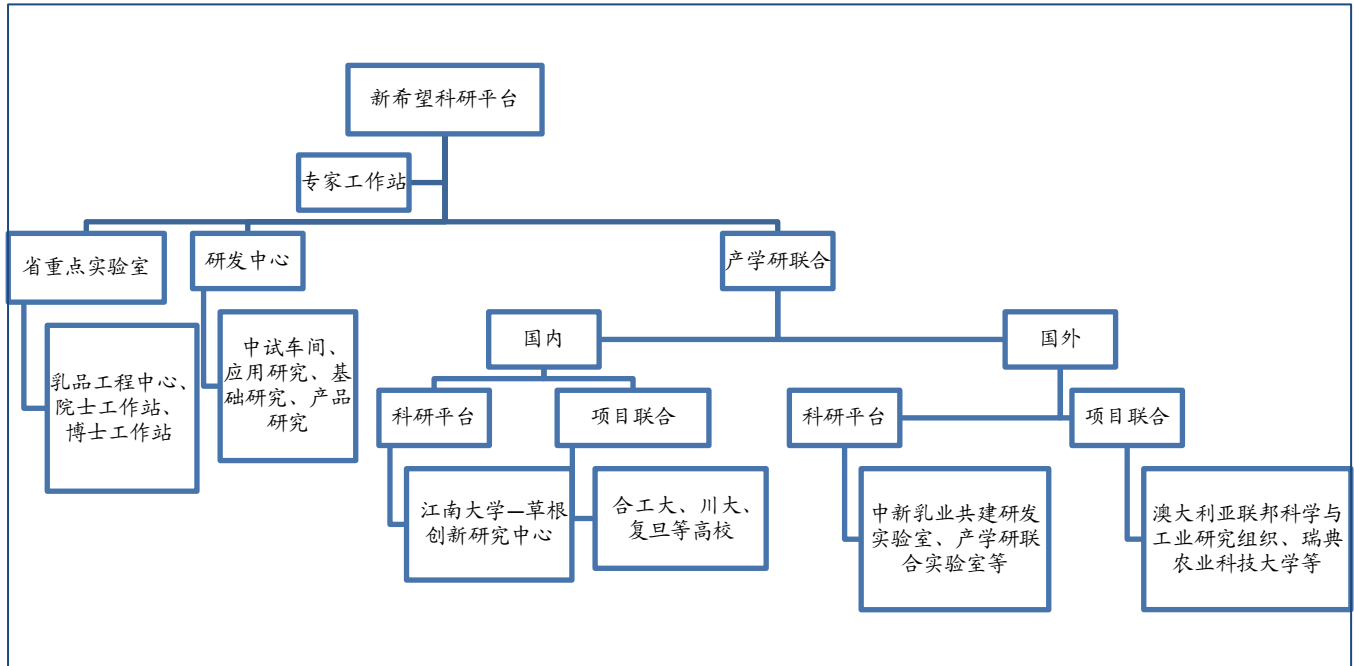 新希望科研平台
专家工作站
省重点实验室
研发中心
产学研联合
乳品工程中心、
院士工作站、
博士工作站
中试车间、
应用研究、基
础研究、产品
研究
国内
国外
科研平台
项目联合
科研平台
项目联合
江南大学—草根
创新研究中心
合工大、川大、
复旦等高校
中新乳业共建研发
实验室、产学研联
合实验室等
澳大利亚联邦科学与
工业研究组织、瑞典
农业科技大学等